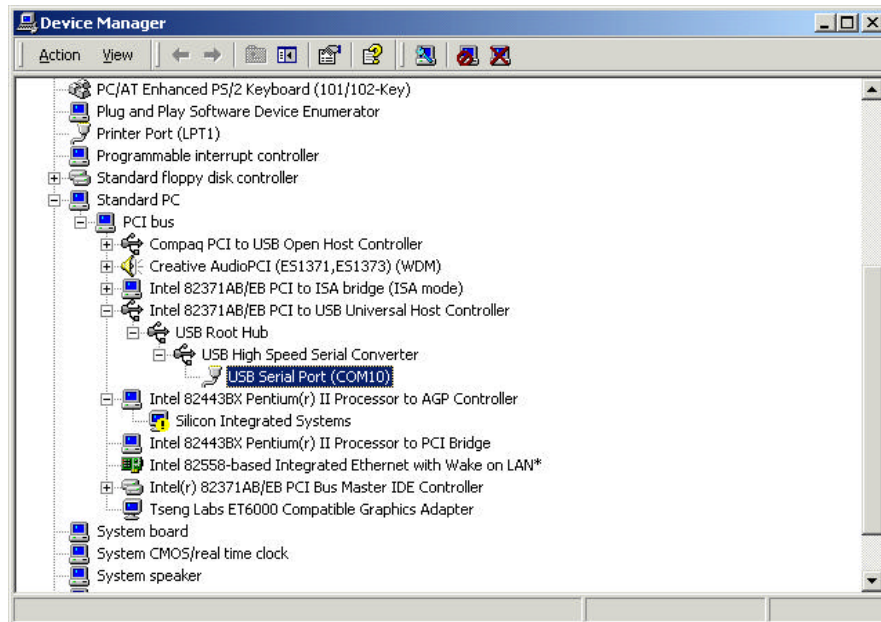 Device Manager
Action View
PC/AT Enhanced PS/2 Keyboard (101/102-Key)
Plug and Play Software Device Enumerator
Printer Port (LPT1)
Programmable interrupt controller
Standard floppy disk controller
Standard PC
PCI bus
Compaq PCI to USB Open Host Controller
Creative AudioPCI (ES1371,ES1373) (WDM)
Intel 82371AB/EB PCI to ISA bridge (ISA mode)
Intel 82371AB/EB PCI to USB Universal Host Controller
USB Root Hub
USB High Speed Serial Converter
USB Serial Port (COM10)
Intel 82443BX Pentium(r) II Processor to AGP Controller
Silicon Integrated Systems
Intel 82443BX Pentium(r) II Processor to PCI Bridge
Intel 82558-based Integrated Ethernet with Wake on LAN*
Intel(r) 82371AB/EB PCI Bus Master IDE Controller
Tseng Labs ET6000 Compatible Graphics Adapter
System board
System CMOS/real time clock
System speaker